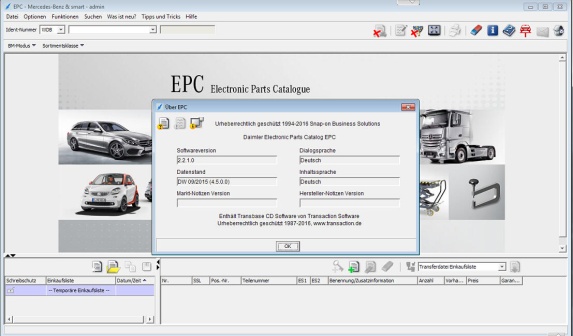 EPC - Mercedes-Benz & smart - admin
Datei Optionen Funktionen Suchen Was ist neu? Tipps und Tricks Hilfe
Ident-Nummer WDB
BM-Modus Sortimentsklasse
EPC Electronic Parts Catalogue
Über EPC
Urheberrechtlich geschützt 1994-2016 Snap-on Business Solutions
Daimler Electronic Parts Catalog EPC
Softwareversion Dialogsprache
2.2.1.0 Deutsch
Datenstand Inhaltssprache
DW 09/2015 (4.5.0.0) Deutsch
Markt-Notizen Version Hersteller-Notizen Version
Enthält Transbase CD Software von Transaction Software
Urheberrechtlich geschützt 1987-2016, www.transaction.de
OK
Transferdatei Einkaufsliste
Schreibschutz Einkaufsliste Datum/Zeit Nr. SSL Pos.-Nr. Teilenummer ES1 ES2 Benennung/Zusatzinformation Anzahl Vorha... Preis Garan...
-- Temporäre Einkaufsliste --